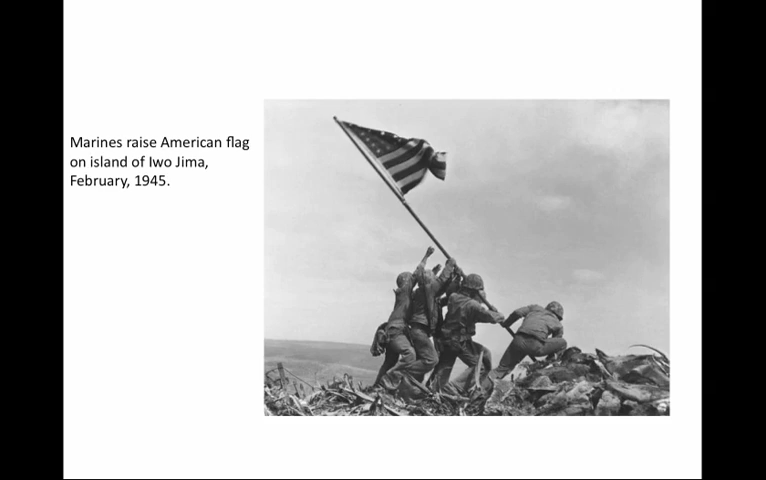 Marines raise American flag
on island of Iwo Jima,
February, 1945.